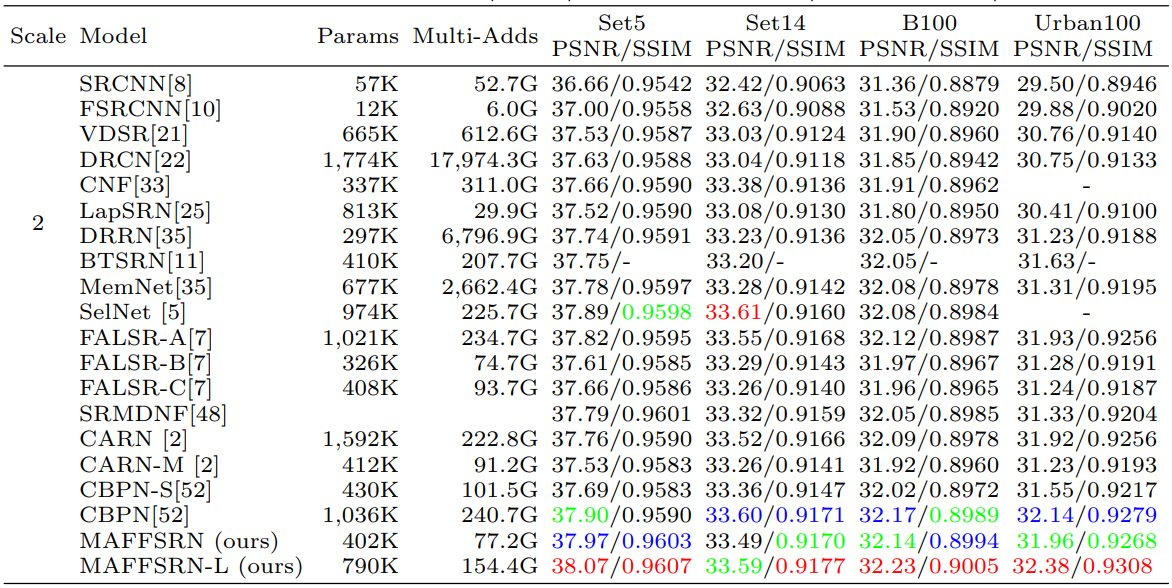 Scale Model Params Multi-Adds Set5 Set14 B100 Urban100
PSNR/SSIM PSNR/SSIM PSNR/SSIM PSNR/SSIM
SRCNN[8] 57K 52.7G 36.66/0.9542 32.42/0.9063 31.36/0.8879 29.50/0.8946
FSRCNN[10] 12K 6.0G 37.00/0.9558 32.63/0.9088 31.53/0.8920 29.88/0.9020
VDSR[21] 665K 612.6G 37.53/0.9587 33.03/0.9124 31.90/0.8960 30.76/0.9140
DRCN[22] 1,774K 17,974.3G 37.63/0.9588 33.04/0.9118 31.85/0.8942 30.75/0.9133
CNF[33] 337K 311.0G 37.66/0.9590 33.38/0.9136 31.91/0.8962 -
LapSRN[25] 813K 29.9G 37.52/0.9590 33.08/0.9130 31.80/0.8950 30.41/0.9100
2
DRRN[35] 297K 6,796.9G 37.74/0.9591 33.23/0.9136 32.05/0.8973 31.23/0.9188
BTSRN[11] 410K 207.7G 37.75/- 33.20/- 32.05/- 31.63/-
MemNet[35] 677K 2,662.4G 37.78/0.9597 33.28/0.9142 32.08/0.8978 31.31/0.9195
SelNet [5] 974K 225.7G 37.89/0.9598 33.61/0.9160 32.08/0.8984 -
FALSR-A[7] 1,021K 234.7G 37.82/0.9595 33.55/0.9168 32.12/0.8987 31.93/0.9256
FALSR-B[7] 326K 74.7G 37.61/0.9585 33.29/0.9143 31.97/0.8967 31.28/0.9191
FALSR-C[7] 408K 93.7G 37.66/0.9586 33.26/0.9140 31.96/0.8965 31.24/0.9187
SRMDNF[48] 37.79/0.9601 33.32/0.9159 32.05/0.8985 31.33/0.9204
CARN [2] 1,592K 222.8G 37.76/0.9590 33.52/0.9166 32.09/0.8978 31.92/0.9256
CARN-M [2] 412K 91.2G 37.53/0.9583 33.26/0.9141 31.92/0.8960 31.23/0.9193
CBPN-S[52] 430K 101.5G 37.69/0.9583 33.36/0.9147 32.02/0.8972 31.55/0.9217
CBPN[52] 1,036K 240.7G 37.90/0.9590 33.60/0.9171 32.17/0.8989 32.14/0.9279
MAFFSRN (ours) 402K 77.2G 37.97/0.9603 33.49/0.9170 32.14/0.8994 31.96/0.9268
MAFFSRN-L (ours) 790K 154.4G 38.07/0.9607 33.59/0.9177 32.23/0.9005 32.38/0.9308